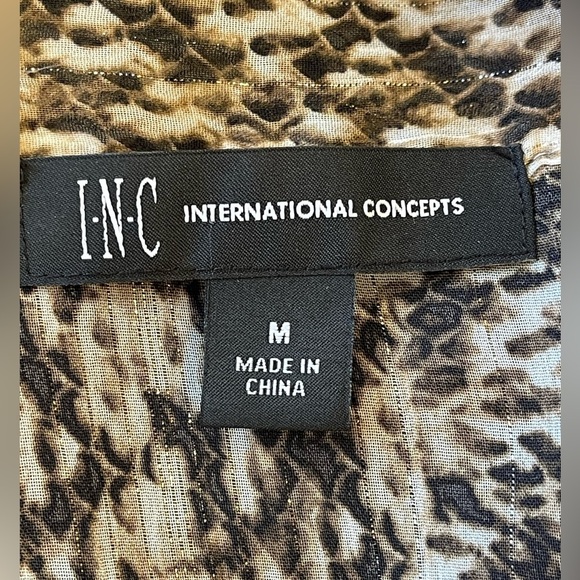 I·N·C INTERNATIONAL CONCEPTS
M
MADE IN
CHINA